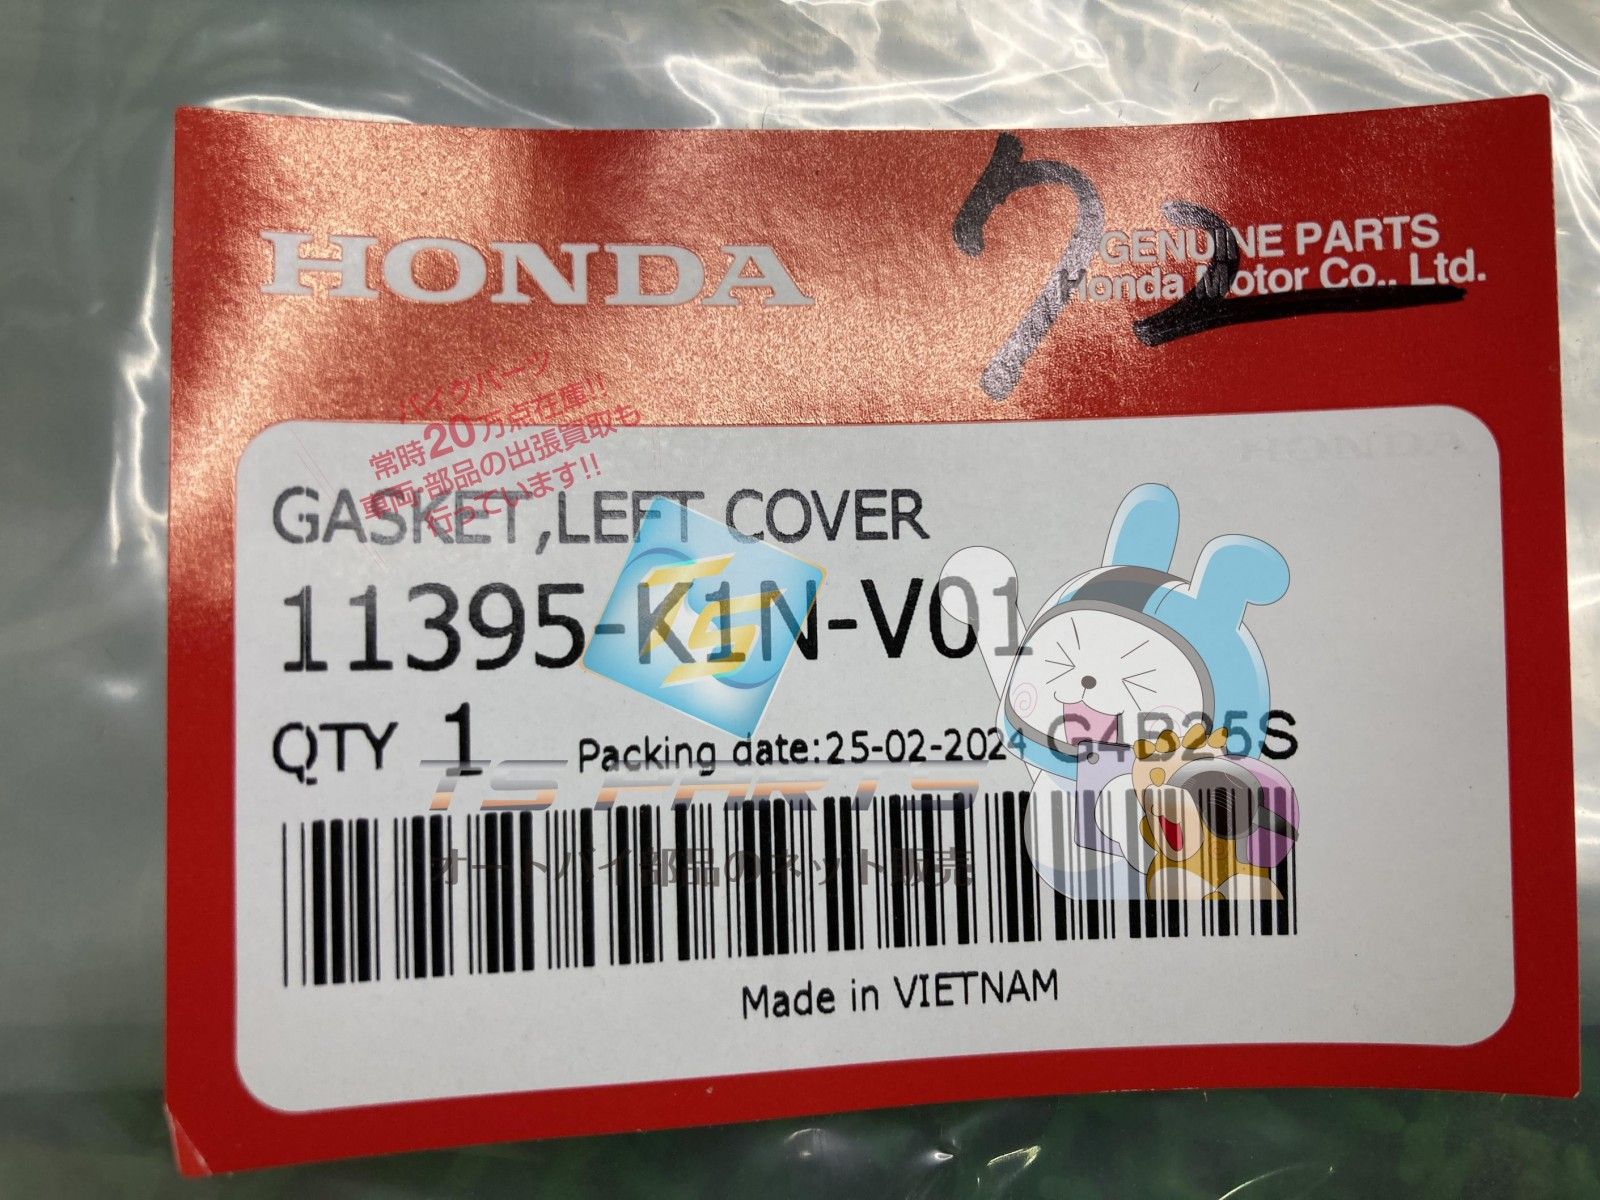 HONDA
72
GENUINE PARTS
Honda Motor Co., Ltd.
バイクパーツ
常時20万点在庫!!
車両・部品の出張買取も
行っています!!
GASKET,LEFT COVER
11395-K1N-V01
TS
QTY 1 Packing date:25-02-2024 G4B25S
TS PARTS
オートバイ部品のネット販売
Made in VIETNAM